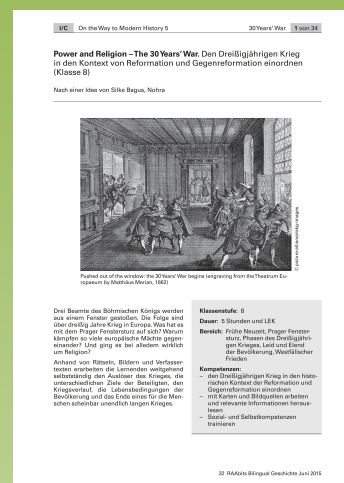 I/C On the Way to Modern History 5 30 Years' War 1 von 34
Power and Religion – The 30 Years' War. Den Dreißigjährigen Krieg
in den Kontext von Reformation und Gegenreformation einordnen
(Klasse 8)
Nach einer Idee von Silke Bagus, Nohra
© picture-alliance/akg-images
Pushed out of the window: the 30 Years' War begins (engraving from theTheatrum Eu-
ropaeum by Matthäus Merian, 1662)
Drei Beamte des Böhmischen Königs werden
aus einem Fenster gestoßen. Die Folge sind
über dreißig Jahre Krieg in Europa. Was hat es
mit dem Prager Fenstersturz auf sich? Warum
kämpfen so viele europäische Mächte gegen-
einander? Und ging es bei alledem wirklich
um Religion?
Anhand von Rätseln, Bildern und Verfasser-
texten erarbeiten die Lernenden weitgehend
selbstständig den Auslöser des Krieges, die
unterschiedlichen Ziele der Beteiligten, den
Kriegsverlauf, die Lebensbedingungen der
Bevölkerung und das Ende eines für die Men-
schen scheinbar unendlich langen Krieges.
Klassenstufe: 8
Dauer: 5 Stunden und LEK
Bereich: Frühe Neuzeit, Prager Fenster-
sturz, Phasen des Dreißigjähri-
gen Krieges, Leid und Elend
der Bevölkerung, Westfälischer
Frieden
Kompetenzen:
– den Dreißigjährigen Krieg in den histo-
rischen Kontext der Reformation und
Gegenreformation einordnen
– mit Karten und Bildquellen arbeiten
und relevante Informationen heraus-
lesen
– Sozial- und Selbstkompetenzen
trainieren
32 RAAbits Bilingual Geschichte Juni 2015